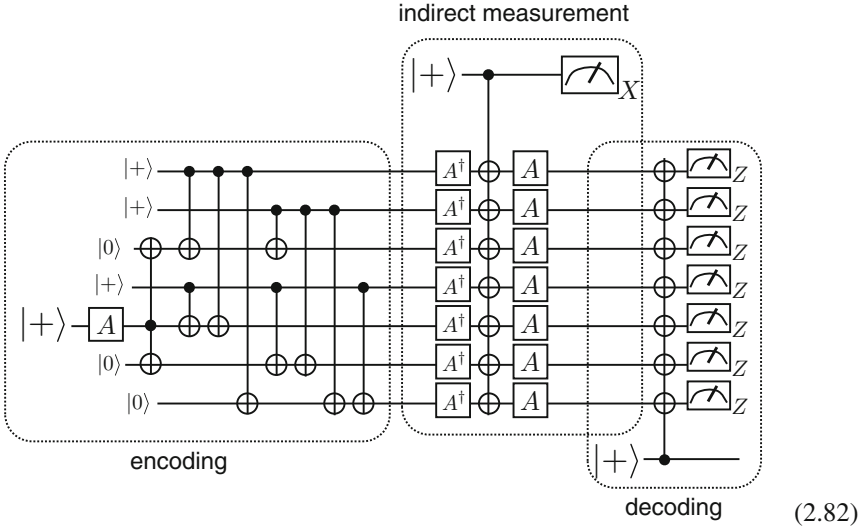 indirect measurement
|+⟩ X
|+⟩ A† A Z
|+⟩ A† A Z
|0⟩ A† A Z
|+⟩ A† A Z
|+⟩ A A† A Z
|0⟩ A† A Z
|0⟩ A† A Z
encoding
|+⟩
decoding
(2.82)